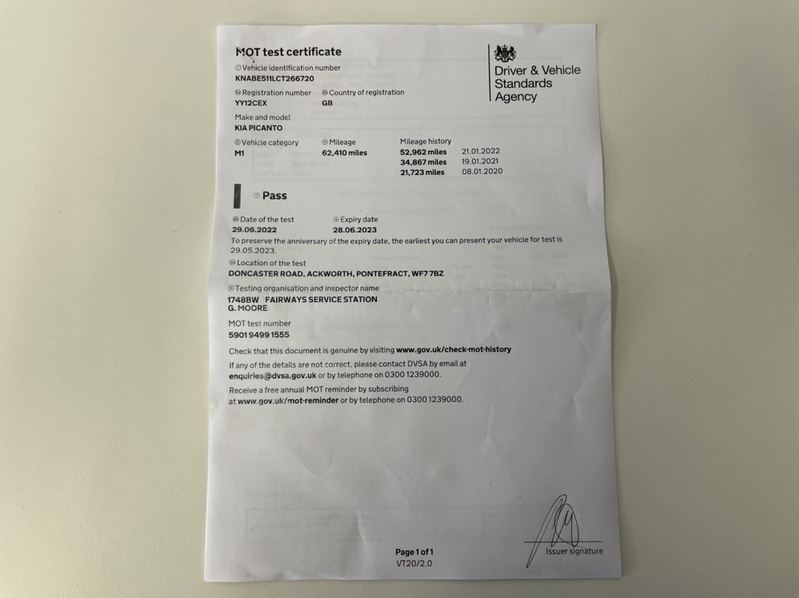 MOT test certificate
Driver & Vehicle
Standards
Agency
Vehicle identification number
KNABE511LCT266720
Registration number Country of registration
YY12CEX GB
Make and model
KIA PICANTO
Vehicle category Mileage Mileage history
M1 62,410 miles 52,962 miles 21.01.2022
34,867 miles 19.01.2021
21,723 miles 08.01.2020
Pass
Date of the test Expiry date
29.06.2022 28.06.2023
To preserve the anniversary of the expiry date, the earliest you can present your vehicle for test is
29.05.2023.
Location of the test
DONCASTER ROAD, ACKWORTH, PONTEFRACT, WF7 7BZ
Testing organisation and inspector name
1748BW FAIRWAYS SERVICE STATION
G. MOORE
MOT test number
5901 9499 1555
Check that this document is genuine by visiting www.gov.uk/check-mot-history
If any of the details are not correct, please contact DVSA by email at
enquiries@dvsa.gov.uk or by telephone on 0300 1239000.
Receive a free annual MOT reminder by subscribing
at www.gov.uk/mot-reminder or by telephone on 0300 1239000.
Issuer signature
Page 1 of 1
VT20/2.0